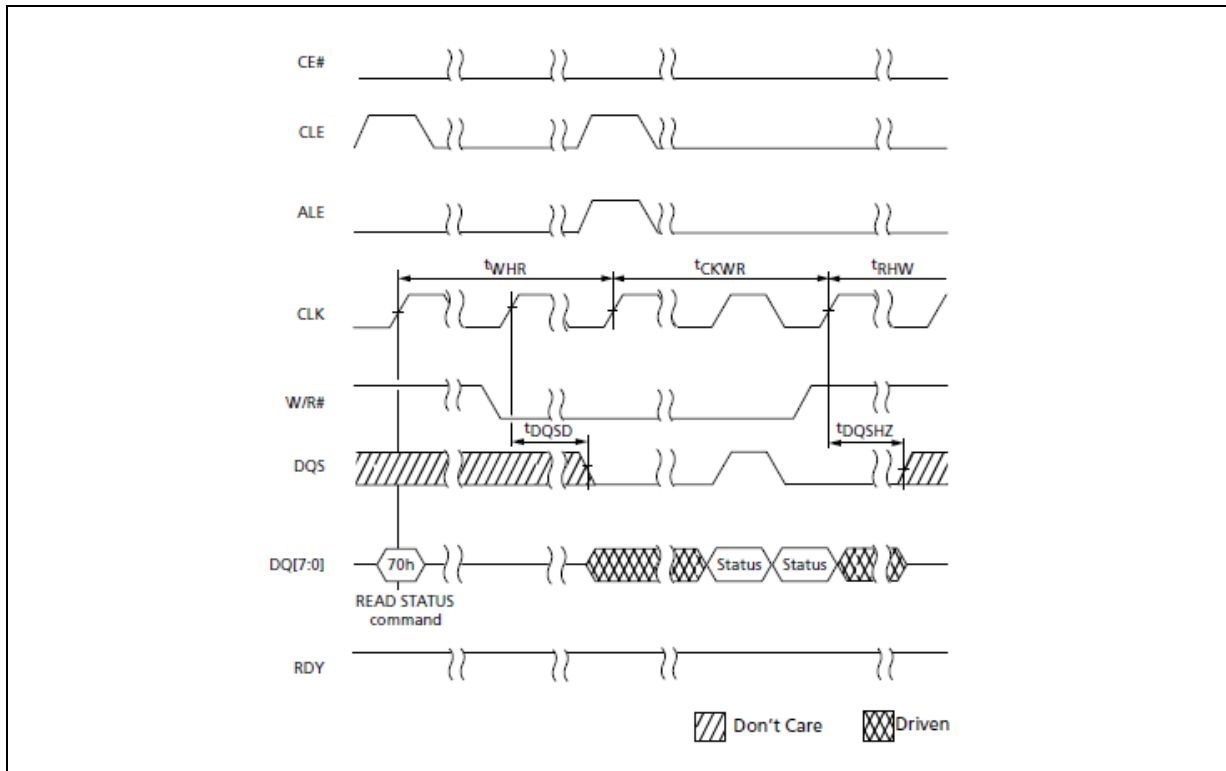 CE#
CLE
ALE
tWHR
tCKWR
tRHW
CLK
W/R#
tDQSD
tDQSHZ
DQS
DQ[7:0]
70h
Status
Status
READ STATUS
command
RDY
Don't Care
Driven